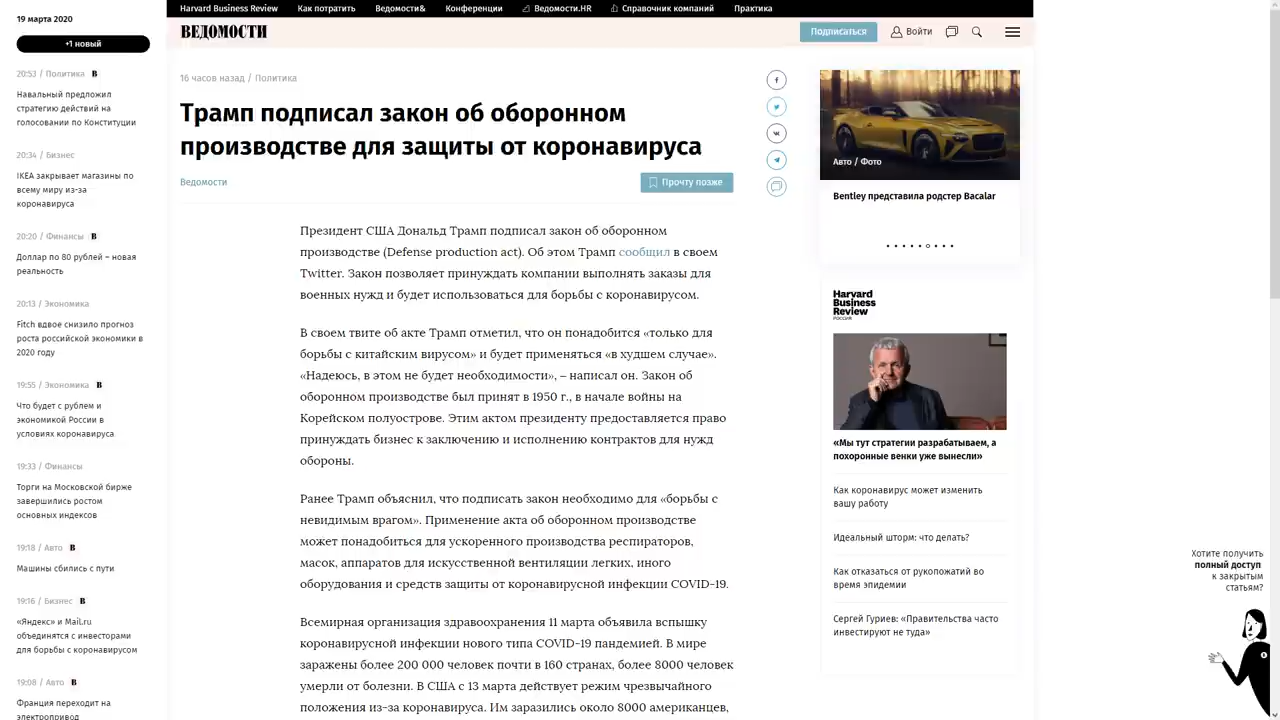 19 марта 2020
+1 новый
20:53 / Политика В
Навальный предложил
стратегию действий на
голосовании по Конституции
20:34 / Бизнес
IKEA закрывает магазины по
всему миру из-за
коронавируса
20:20 / Финансы В
Доллар по 80 рублей – новая
реальность
20:13 / Экономика
Fitch вдвое снизило прогноз
роста российской экономики в
2020 году
19:55 / Экономика В
Что будет с рублем и
экономикой России в
условиях коронавируса
19:33 / Финансы
Торги на Московской бирже
завершились ростом
основных индексов
19:18 / Авто В
Машины сбились с пути
19:16 / Бизнес В
«Яндекс» и Mail.ru
объединятся с инвесторами
для борьбы с коронавирусом
19:08 / Авто В
Франция переходит на
электропривод
Harvard Business Review Как потратить Ведомости& Конференции Ведомости.HR Справочник компаний Практика
ВЕДОМОСТИ
Подписаться Войти
16 часов назад / Политика
Трамп подписал закон об оборонном
производстве для защиты от коронавируса
Ведомости
Прочту позже
Президент США Дональд Трамп подписал закон об оборонном
производстве (Defense production act). Об этом Трамп сообщил в своем
Twitter. Закон позволяет принуждать компании выполнять заказы для
военных нужд и будет использоваться для борьбы с коронавирусом.
В своем твите об акте Трамп отметил, что он понадобится «только для
борьбы с китайским вирусом» и будет применяться «в худшем случае».
«Надеюсь, в этом не будет необходимости», – написал он. Закон об
оборонном производстве был принят в 1950 г., в начале войны на
Корейском полуострове. Этим актом президенту предоставляется право
принуждать бизнес к заключению и исполнению контрактов для нужд
обороны.
Ранее Трамп объяснил, что подписать закон необходимо для «борьбы с
невидимым врагом». Применение акта об оборонном производстве
может понадобиться для ускоренного производства респираторов,
масок, аппаратов для искусственной вентиляции легких, иного
оборудования и средств защиты от коронавирусной инфекции COVID-19.
Всемирная организация здравоохранения 11 марта объявила вспышку
коронавирусной инфекции нового типа COVID-19 пандемией. В мире
заражены более 200 000 человек почти в 160 странах, более 8000 человек
умерли от болезни. В США с 13 марта действует режим чрезвычайного
положения из-за коронавируса. Им заразились около 8000 американцев,
Авто / Фото
Bentley представила родстер Bacalar
Harvard
Business
Review
РОССИЯ
«Мы тут стратегии разрабатываем, а
похоронные венки уже вынесли»
Как коронавирус может изменить
вашу работу
Идеальный шторм: что делать?
Как отказаться от рукопожатий во
время эпидемии
Сергей Гуриев: «Правительства часто
инвестируют не туда»
Хотите получить
полный доступ
к закрытым
статьям?